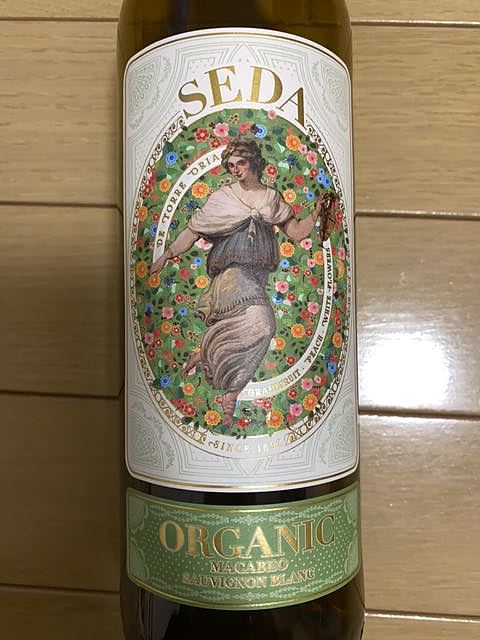 SEDA
DE TORRE ORIA
GRAPEFRUIT - PEACH - WHITE FLOWERS
SINCE 1897
ORGANIC
MACABEO
SAUVIGNON BLANC